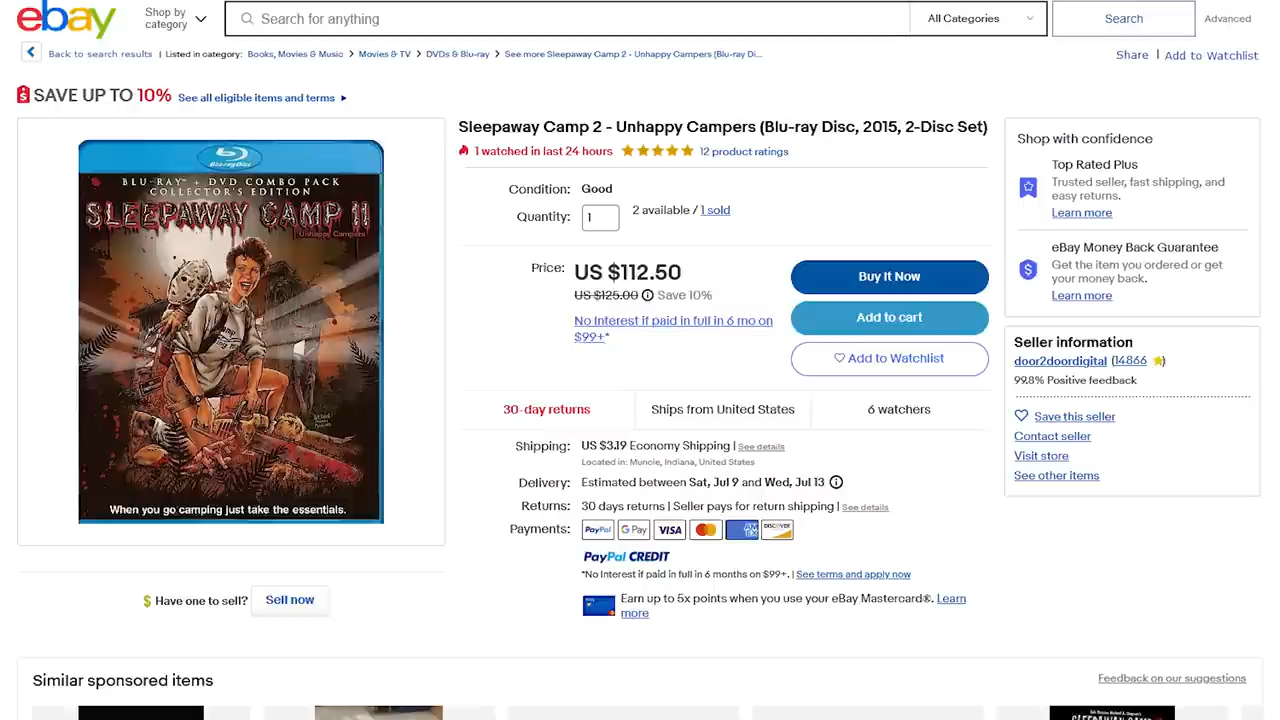 ebay
Shop by category
Search for anything
All Categories
Search
Advanced
Back to search results | Listed in category: Books, Movies & Music > Movies & TV > DVDs & Blu-ray > See more Sleepaway Camp 2 - Unhappy Campers (Blu-ray Di...
Share | Add to Watchlist
SAVE UP TO 10% See all eligible items and terms ▸
Blu-ray Disc
BLU-RAY™ + DVD COMBO PACK
COLLECTOR'S EDITION
SLEEPAWAY CAMP II
Unhappy Campers
When you go camping just take the essentials.
$ Have one to sell? Sell now
Sleepaway Camp 2 - Unhappy Campers (Blu-ray Disc, 2015, 2-Disc Set)
1 watched in last 24 hours
12 product ratings
Condition: Good
Quantity: 1 2 available / 1 sold
Price: US $112.50
US $125.00 Save 10%
No Interest if paid in full in 6 mo on
$99+*
Buy It Now
Add to cart
Add to Watchlist
30-day returns
Ships from United States
6 watchers
Shipping: US $3.19 Economy Shipping | See details
Located in: Muncie, Indiana, United States
Delivery: Estimated between Sat, Jul 9 and Wed, Jul 13
Returns: 30 days returns | Seller pays for return shipping | See details
Payments: PayPal G Pay VISA AM EX DISCOVER
PayPal CREDIT
*No Interest if paid in full in 6 months on $99+. | See terms and apply now
Earn up to 5x points when you use your eBay Mastercard®. Learn
more
Shop with confidence
Top Rated Plus
Trusted seller, fast shipping, and
easy returns.
Learn more
eBay Money Back Guarantee
Get the item you ordered or get
your money back.
Learn more
Seller information
door2doordigital (14866)
99.8% Positive feedback
Save this seller
Contact seller
Visit store
See other items
Similar sponsored items
Feedback on our suggestions